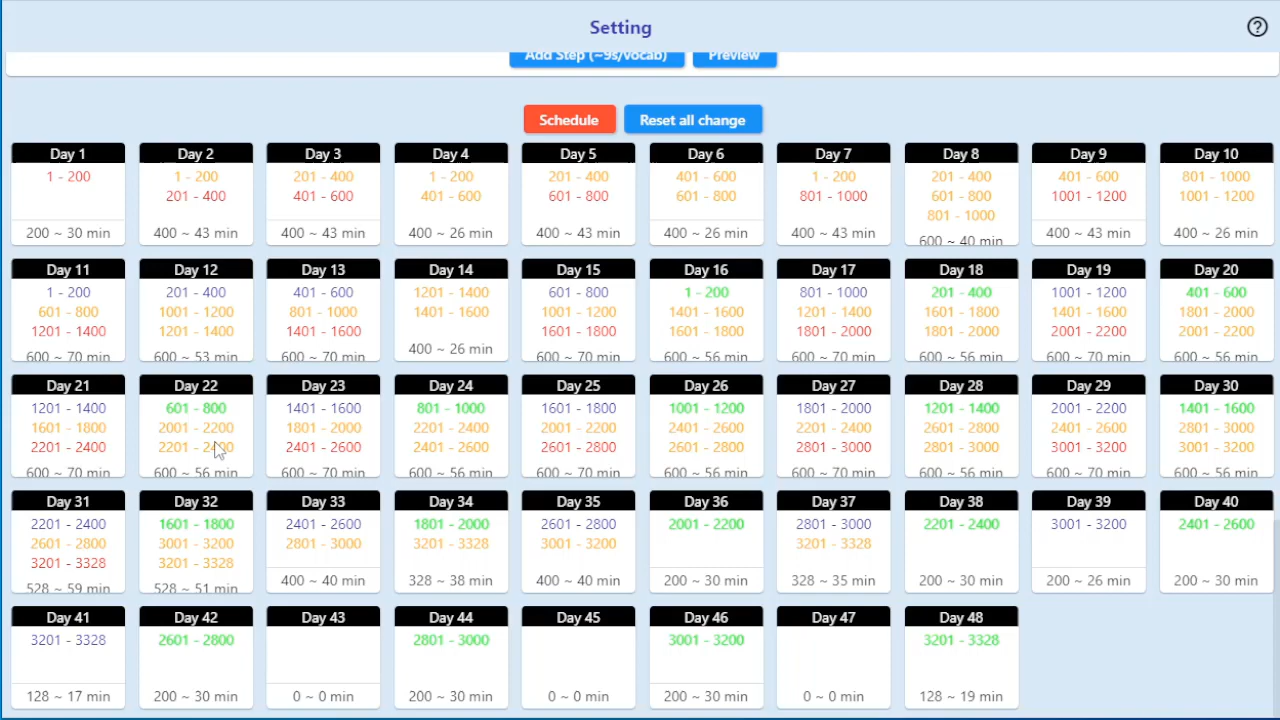 Setting
Add Step (~9s/vocab) Preview
Schedule Reset all change
Day 1 Day 2 Day 3 Day 4 Day 5 Day 6 Day 7 Day 8 Day 9 Day 10
1 - 200 1 - 200 201 - 400 1 - 200 201 - 400 401 - 600 1 - 200 201 - 400 401 - 600 801 - 1000
201 - 400 401 - 600 401 - 600 601 - 800 601 - 800 801 - 1000 601 - 800 1001 - 1200 1001 - 1200
801 - 1000
200 ~ 30 min 400 ~ 43 min 400 ~ 43 min 400 ~ 26 min 400 ~ 43 min 400 ~ 26 min 400 ~ 43 min 600 ~ 40 min 400 ~ 43 min 400 ~ 26 min
Day 11 Day 12 Day 13 Day 14 Day 15 Day 16 Day 17 Day 18 Day 19 Day 20
1 - 200 201 - 400 401 - 600 1201 - 1400 601 - 800 1 - 200 801 - 1000 201 - 400 1001 - 1200 401 - 600
601 - 800 1001 - 1200 801 - 1000 1401 - 1600 1001 - 1200 1401 - 1600 1201 - 1400 1601 - 1800 1401 - 1600 1801 - 2000
1201 - 1400 1201 - 1400 1401 - 1600 1601 - 1800 1601 - 1800 1801 - 2000 1801 - 2000 2001 - 2200 2001 - 2200
600 ~ 70 min 600 ~ 53 min 600 ~ 70 min 400 ~ 26 min 600 ~ 70 min 600 ~ 56 min 600 ~ 70 min 600 ~ 56 min 600 ~ 70 min 600 ~ 56 min
Day 21 Day 22 Day 23 Day 24 Day 25 Day 26 Day 27 Day 28 Day 29 Day 30
1201 - 1400 601 - 800 1401 - 1600 801 - 1000 1601 - 1800 1001 - 1200 1801 - 2000 1201 - 1400 2001 - 2200 1401 - 1600
1601 - 1800 2001 - 2200 1801 - 2000 2201 - 2400 2001 - 2200 2401 - 2600 2201 - 2400 2601 - 2800 2401 - 2600 2801 - 3000
2201 - 2400 2201 - 2400 2401 - 2600 2401 - 2600 2601 - 2800 2601 - 2800 2801 - 3000 2801 - 3000 3001 - 3200 3001 - 3200
600 ~ 70 min 600 ~ 56 min 600 ~ 70 min 600 ~ 56 min 600 ~ 70 min 600 ~ 56 min 600 ~ 70 min 600 ~ 56 min 600 ~ 70 min 600 ~ 56 min
Day 31 Day 32 Day 33 Day 34 Day 35 Day 36 Day 37 Day 38 Day 39 Day 40
2201 - 2400 1601 - 1800 2401 - 2600 1801 - 2000 2601 - 2800 2001 - 2200 2801 - 3000 2201 - 2400 3001 - 3200 2401 - 2600
2601 - 2800 3001 - 3200 2801 - 3000 3201 - 3328 3001 - 3200 3201 - 3328
3201 - 3328 3201 - 3328
528 ~ 59 min 528 ~ 51 min 400 ~ 40 min 328 ~ 38 min 400 ~ 40 min 200 ~ 30 min 328 ~ 35 min 200 ~ 30 min 200 ~ 26 min 200 ~ 30 min
Day 41 Day 42 Day 43 Day 44 Day 45 Day 46 Day 47 Day 48
3201 - 3328 2601 - 2800 2801 - 3000 3001 - 3200 3201 - 3328
128 ~ 17 min 200 ~ 30 min 0 ~ 0 min 200 ~ 30 min 0 ~ 0 min 200 ~ 30 min 0 ~ 0 min 128 ~ 19 min